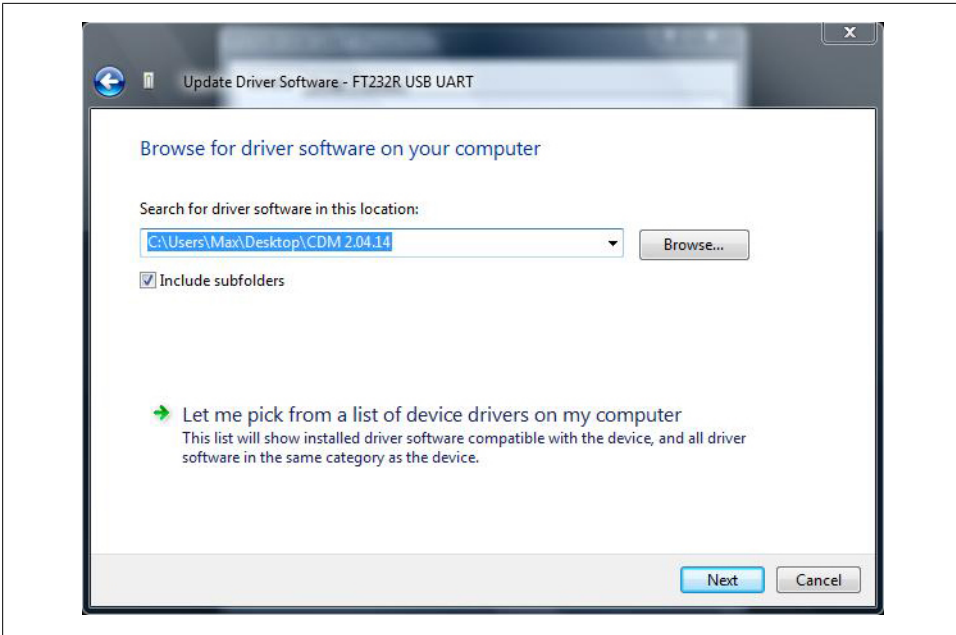 X
Update Driver Software - FT232R USB UART
Browse for driver software on your computer
Search for driver software in this location:
C:\Users\Max\Desktop\CDM 2.04.14
Browse...
Include subfolders
Let me pick from a list of device drivers on my computer
This list will show installed driver software compatible with the device, and all driver
software in the same category as the device.
Next
Cancel